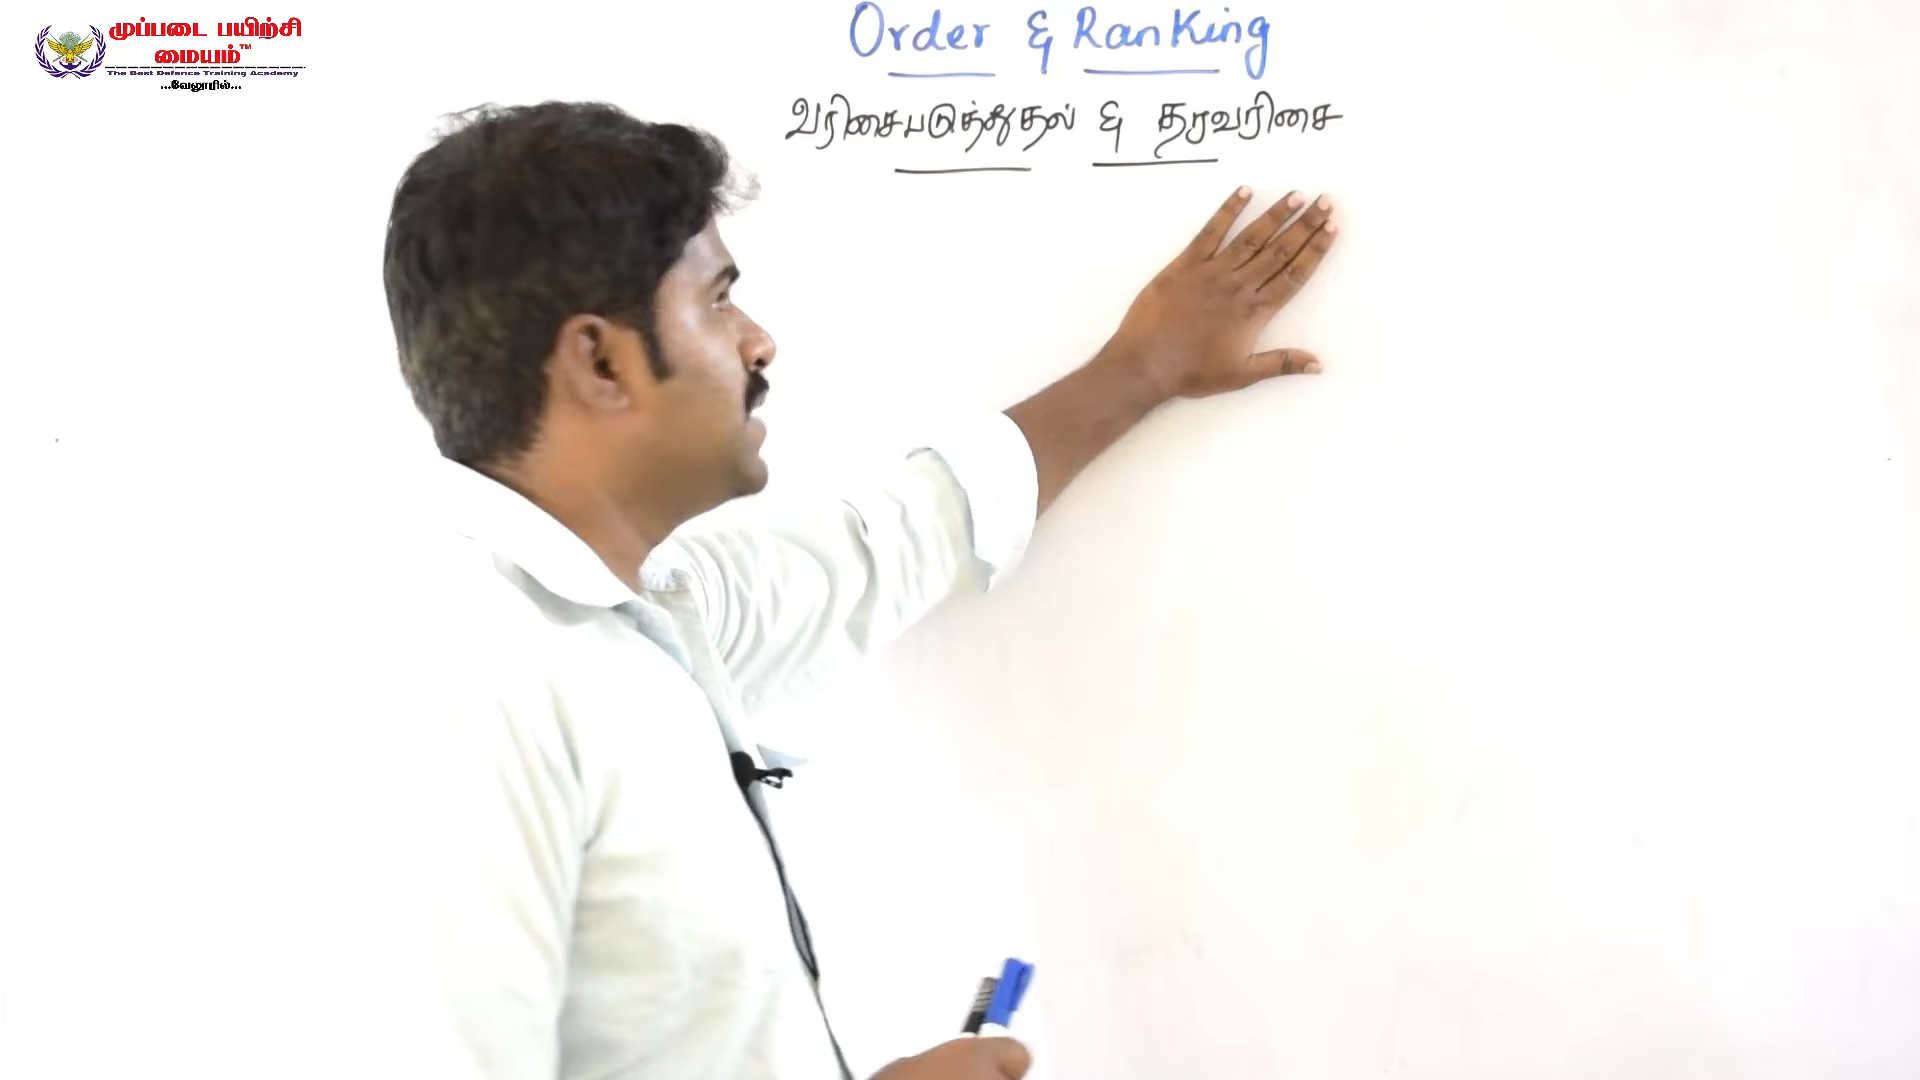 முப்படை பயிற்சி
மையம்™
The Best Defence Training Academy
...வேலூரில்...
Order & Ranking
வரிசைபடுத்துதல் & தரவரிசை